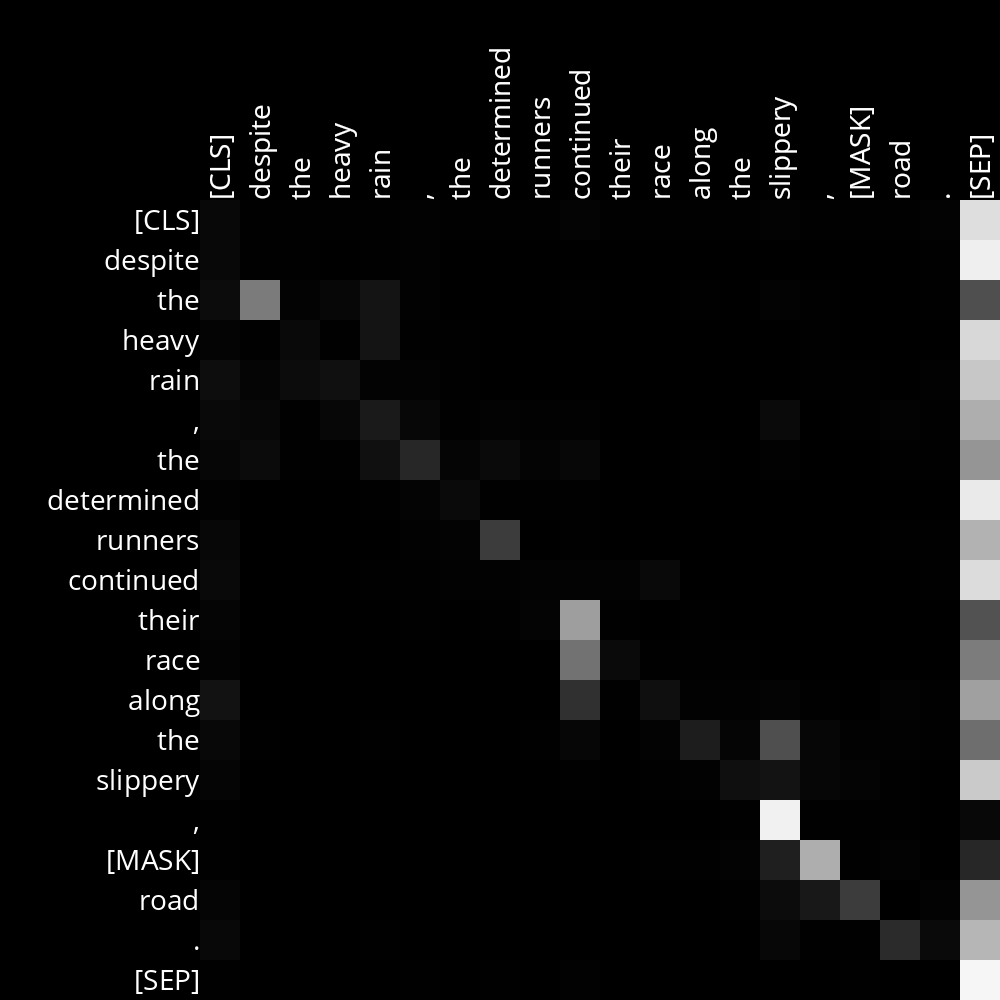 [CLS] despite the heavy rain , the determined runners continued their race along the slippery , [MASK] road . [SEP]
[CLS]
despite
the
heavy
rain
,
the
determined
runners
continued
their
race
along
the
slippery
,
[MASK]
road
.
[SEP]